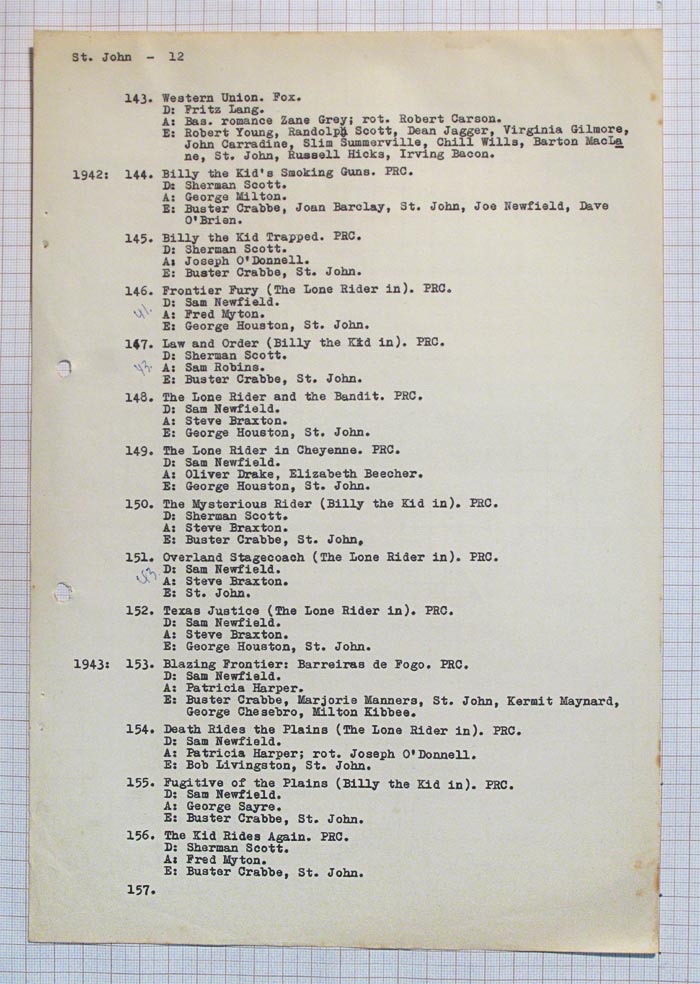 St. John - 12
143. Western Union. Fox.
D: Fritz Lang.
A: Bas. romance Zane Grey; rot. Robert Carson.
E: Robert Young, Randolph Scott, Dean Jagger, Virginia Gilmore,
John Carradine, Slim Summerville, Chill Wills, Barton MacLa
ne, St. John, Russell Hicks, Irving Bacon.
1942: 144. Billy the Kid's Smoking Guns. PRC.
D: Sherman Scott.
A: George Milton.
E: Buster Crabbe, Joan Barclay, St. John, Joe Newfield, Dave
O'Brien.
145. Billy the Kid Trapped. PRC.
D: Sherman Scott.
A: Joseph O'Donnell.
E: Buster Crabbe, St. John.
146. Frontier Fury (The Lone Rider in). PRC.
D: Sam Newfield.
41. A: Fred Myton.
E: George Houston, St. John.
147. Law and Order (Billy the Kid in). PRC.
D: Sherman Scott.
43. A: Sam Robins.
E: Buster Crabbe, St. John.
148. The Lone Rider and the Bandit. PRC.
D: Sam Newfield.
A: Steve Braxton.
E: George Houston, St. John.
149. The Lone Rider in Cheyenne. PRC.
D: Sam Newfield.
A: Oliver Drake, Elizabeth Beecher.
E: George Houston, St. John.
150. The Mysterious Rider (Billy the Kid in). PRC.
D: Sherman Scott.
A: Steve Braxton.
E: Buster Crabbe, St. John,
151. Overland Stagecoach (The Lone Rider in). PRC.
D: Sam Newfield.
43 A: Steve Braxton.
E: St. John.
152. Texas Justice (The Lone Rider in). PRC.
D: Sam Newfield.
A: Steve Braxton.
E: George Houston, St. John.
1943: 153. Blazing Frontier: Barreiras de Fogo. PRC.
D: Sam Newfield.
A: Patricia Harper.
E: Buster Crabbe, Marjorie Manners, St. John, Kermit Maynard,
George Chesebro, Milton Kibbee.
154. Death Rides the Plains (The Lone Rider in). PRC.
D: Sam Newfield.
A: Patricia Harper; rot. Joseph O'Donnell.
E: Bob Livingston, St. John.
155. Fugitive of the Plains (Billy the Kid in). PRC.
D: Sam Newfield.
A: George Sayre.
E: Buster Crabbe, St. John.
156. The Kid Rides Again. PRC.
D: Sherman Scott.
A: Fred Myton.
E: Buster Crabbe, St. John.
157.